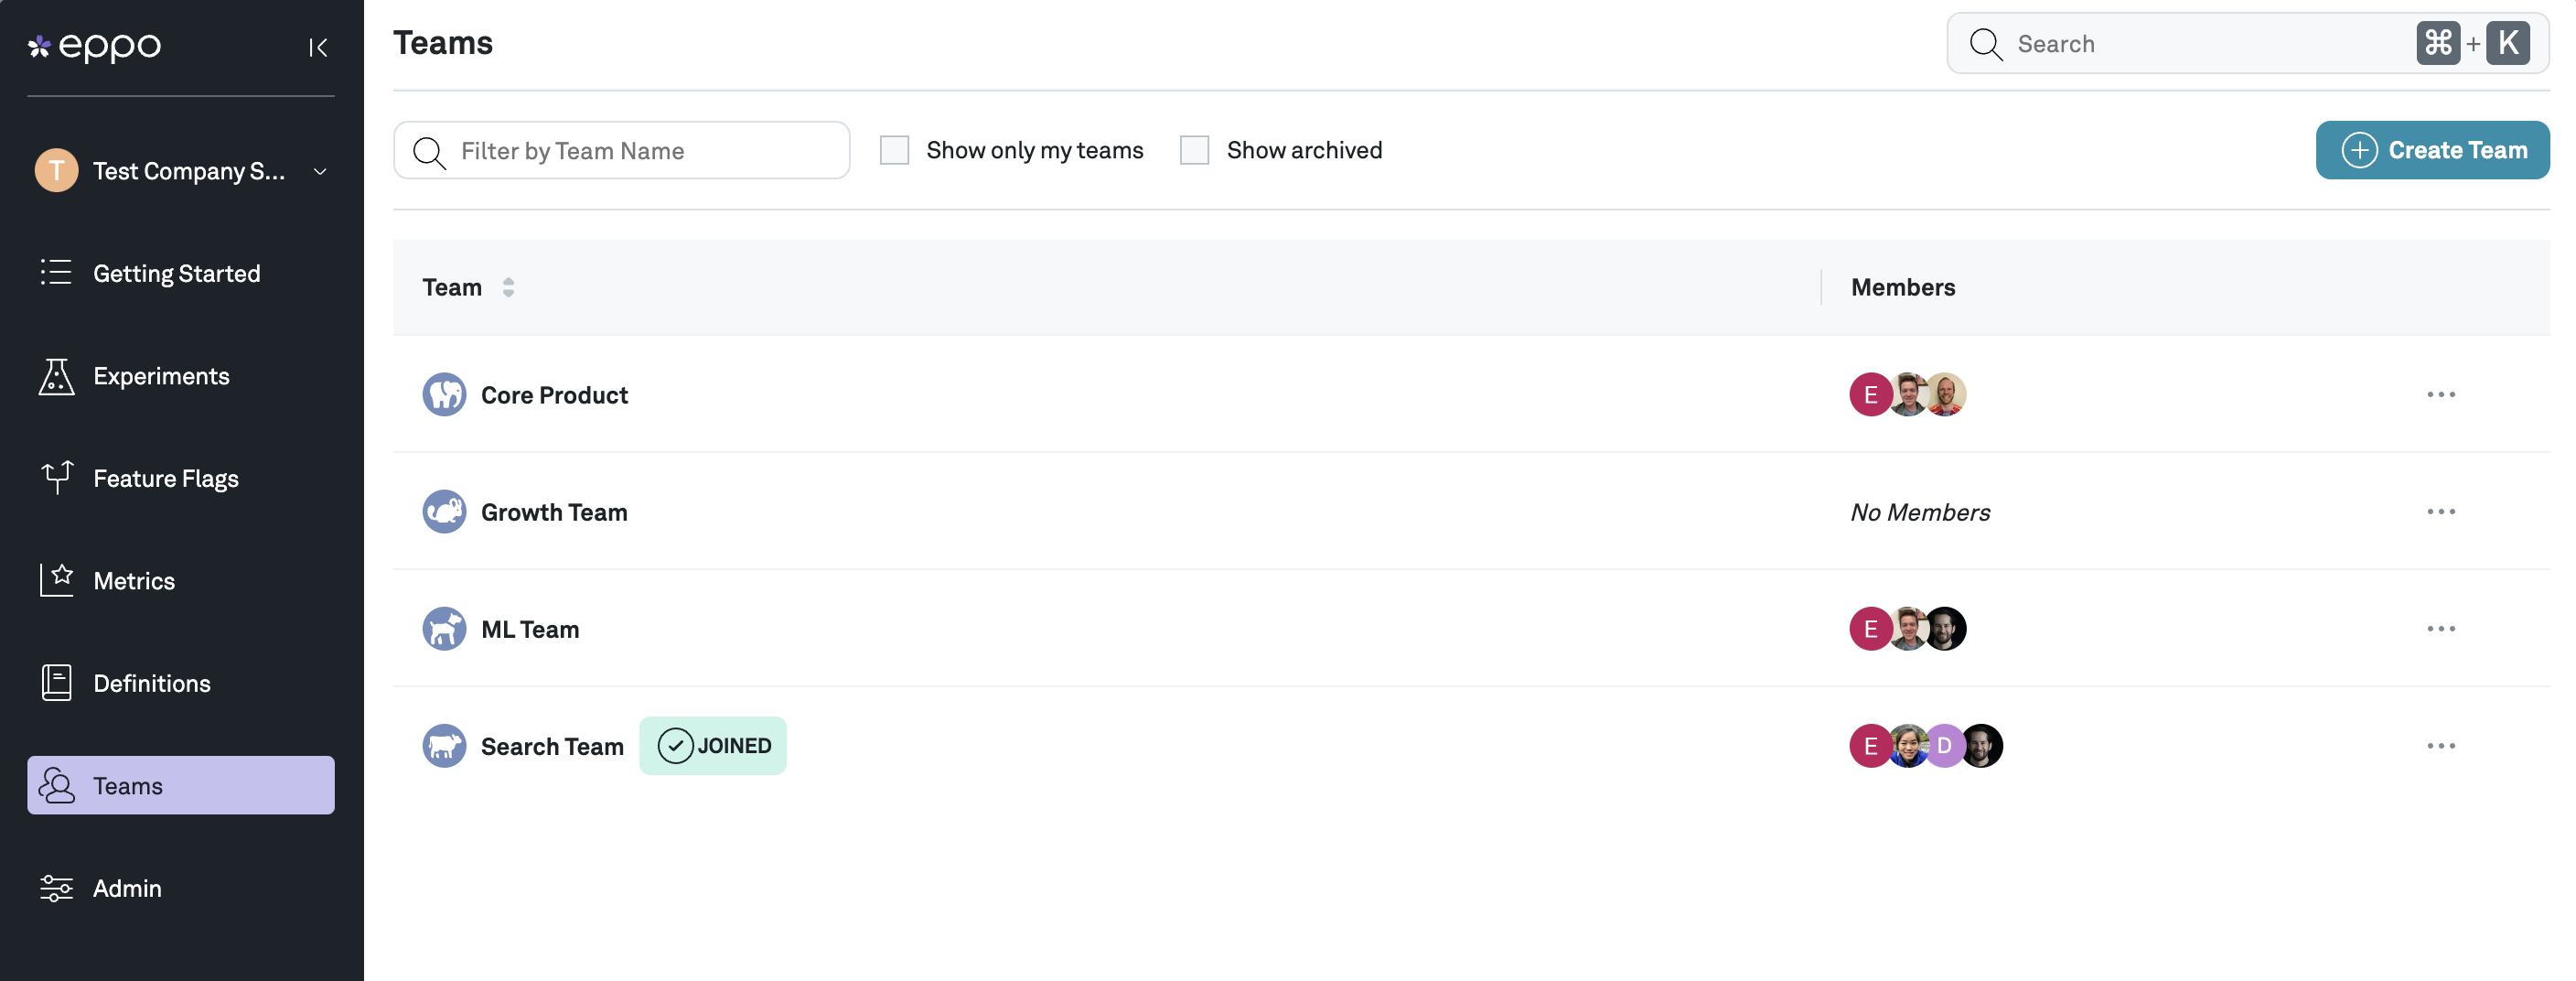 eppo
T Test Company S...
Getting Started
Experiments
Feature Flags
Metrics
Definitions
Teams
Admin
Teams
Search ⌘ + K
Filter by Team Name
Show only my teams
Show archived
Create Team
Team Members
Core Product E
Growth Team No Members
ML Team E
Search Team JOINED E D